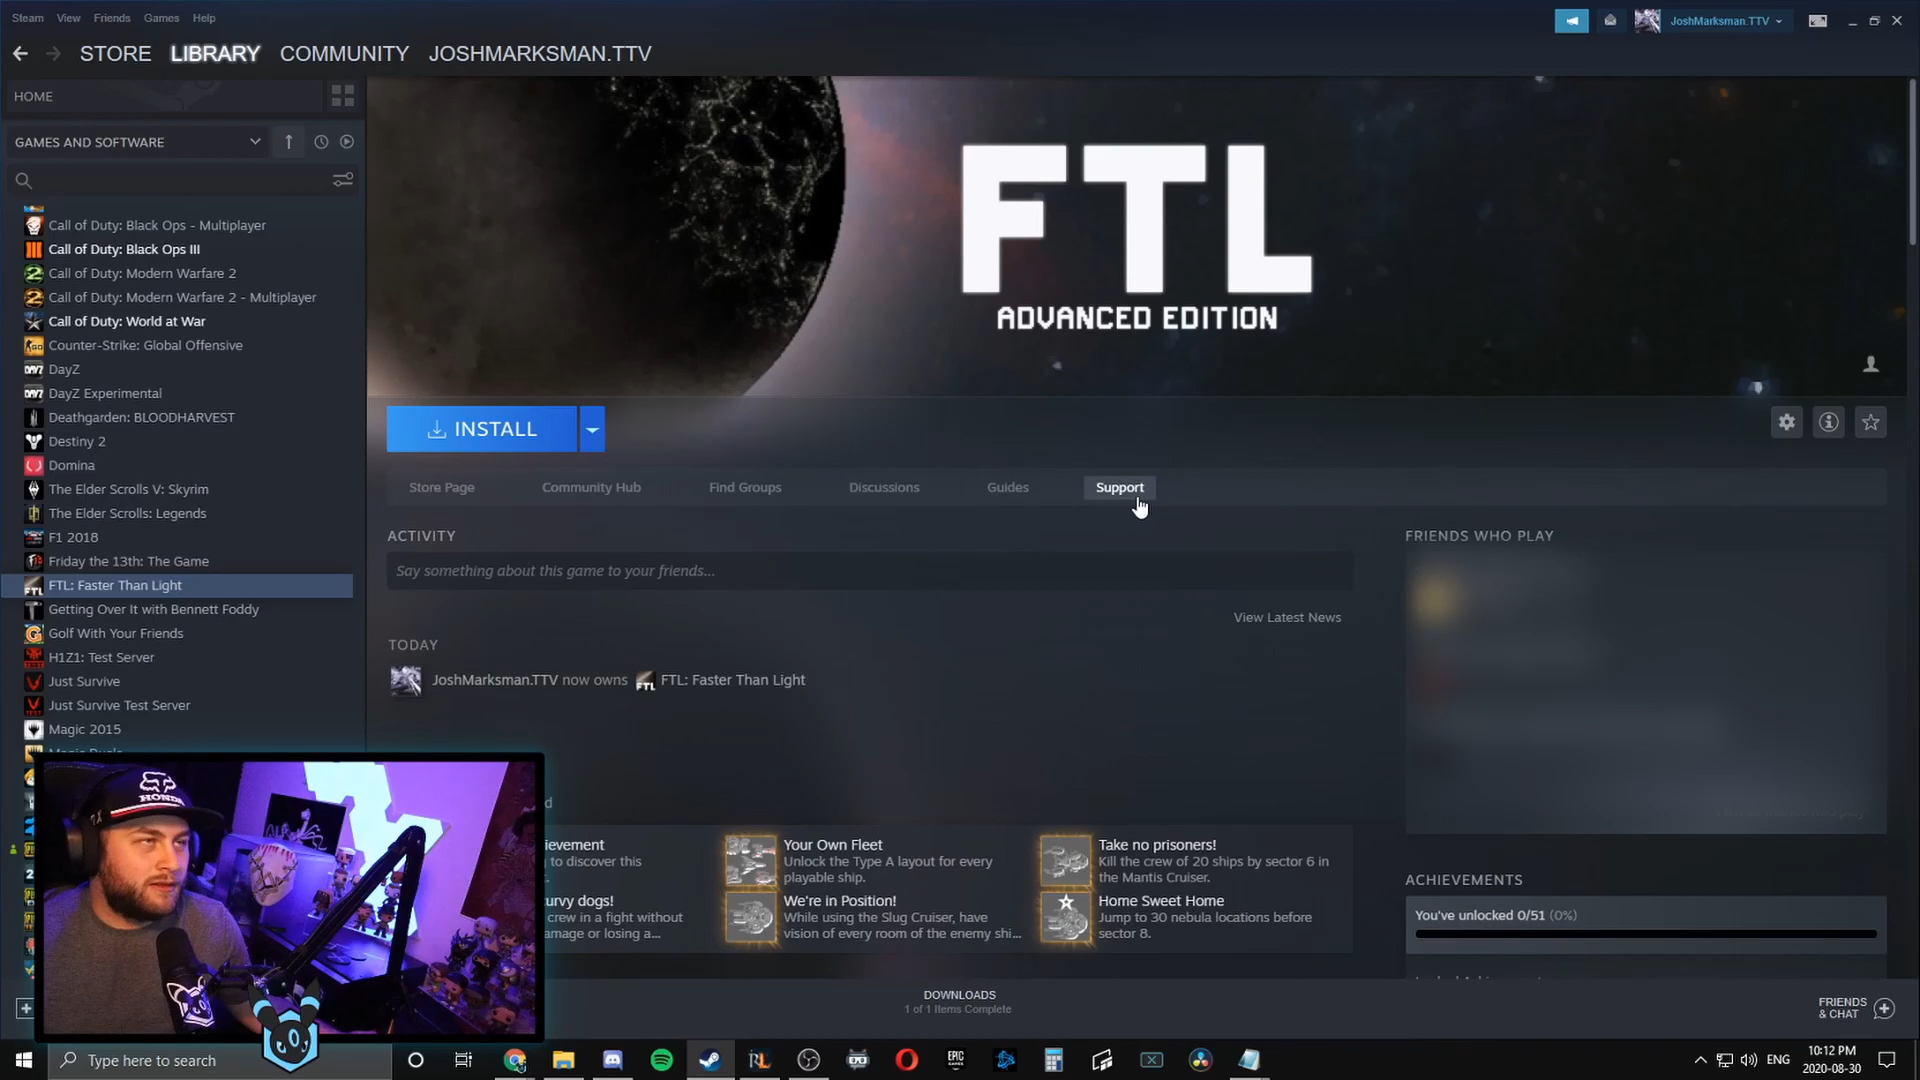 Steam View Friends Games Help
JoshMarksman.TTV
STORE LIBRARY COMMUNITY JOSHMARKSMAN.TTV
HOME
GAMES AND SOFTWARE
Call of Duty: Black Ops - Multiplayer
Call of Duty: Black Ops III
Call of Duty: Modern Warfare 2
Call of Duty: Modern Warfare 2 - Multiplayer
Call of Duty: World at War
Counter-Strike: Global Offensive
DayZ
DayZ Experimental
Deathgarden: BLOODHARVEST
Destiny 2
Domina
The Elder Scrolls V: Skyrim
The Elder Scrolls: Legends
F1 2018
Friday the 13th: The Game
FTL: Faster Than Light
Getting Over It with Bennett Foddy
Golf With Your Friends
H1Z1: Test Server
Just Survive
Just Survive Test Server
Magic 2015
FTL
ADVANCED EDITION
INSTALL
Store Page Community Hub Find Groups Discussions Guides Support
ACTIVITY
Say something about this game to your friends...
View Latest News
TODAY
JoshMarksman.TTV now owns FTL: Faster Than Light
FRIENDS WHO PLAY
ievement
to discover this
urvy dogs!
crew in a fight without
amage or losing a...
Your Own Fleet
Unlock the Type A layout for every
playable ship.
We're in Position!
While using the Slug Cruiser, have
vision of every room of the enemy shi...
Take no prisoners!
Kill the crew of 20 ships by sector 6 in
the Mantis Cruiser.
Home Sweet Home
Jump to 30 nebula locations before
sector 8.
ACHIEVEMENTS
You've unlocked 0/51 (0%)
DOWNLOADS
1 of 1 Items Complete
FRIENDS
& CHAT
HONDA
Type here to search
ENG
10:12 PM
2020-08-30